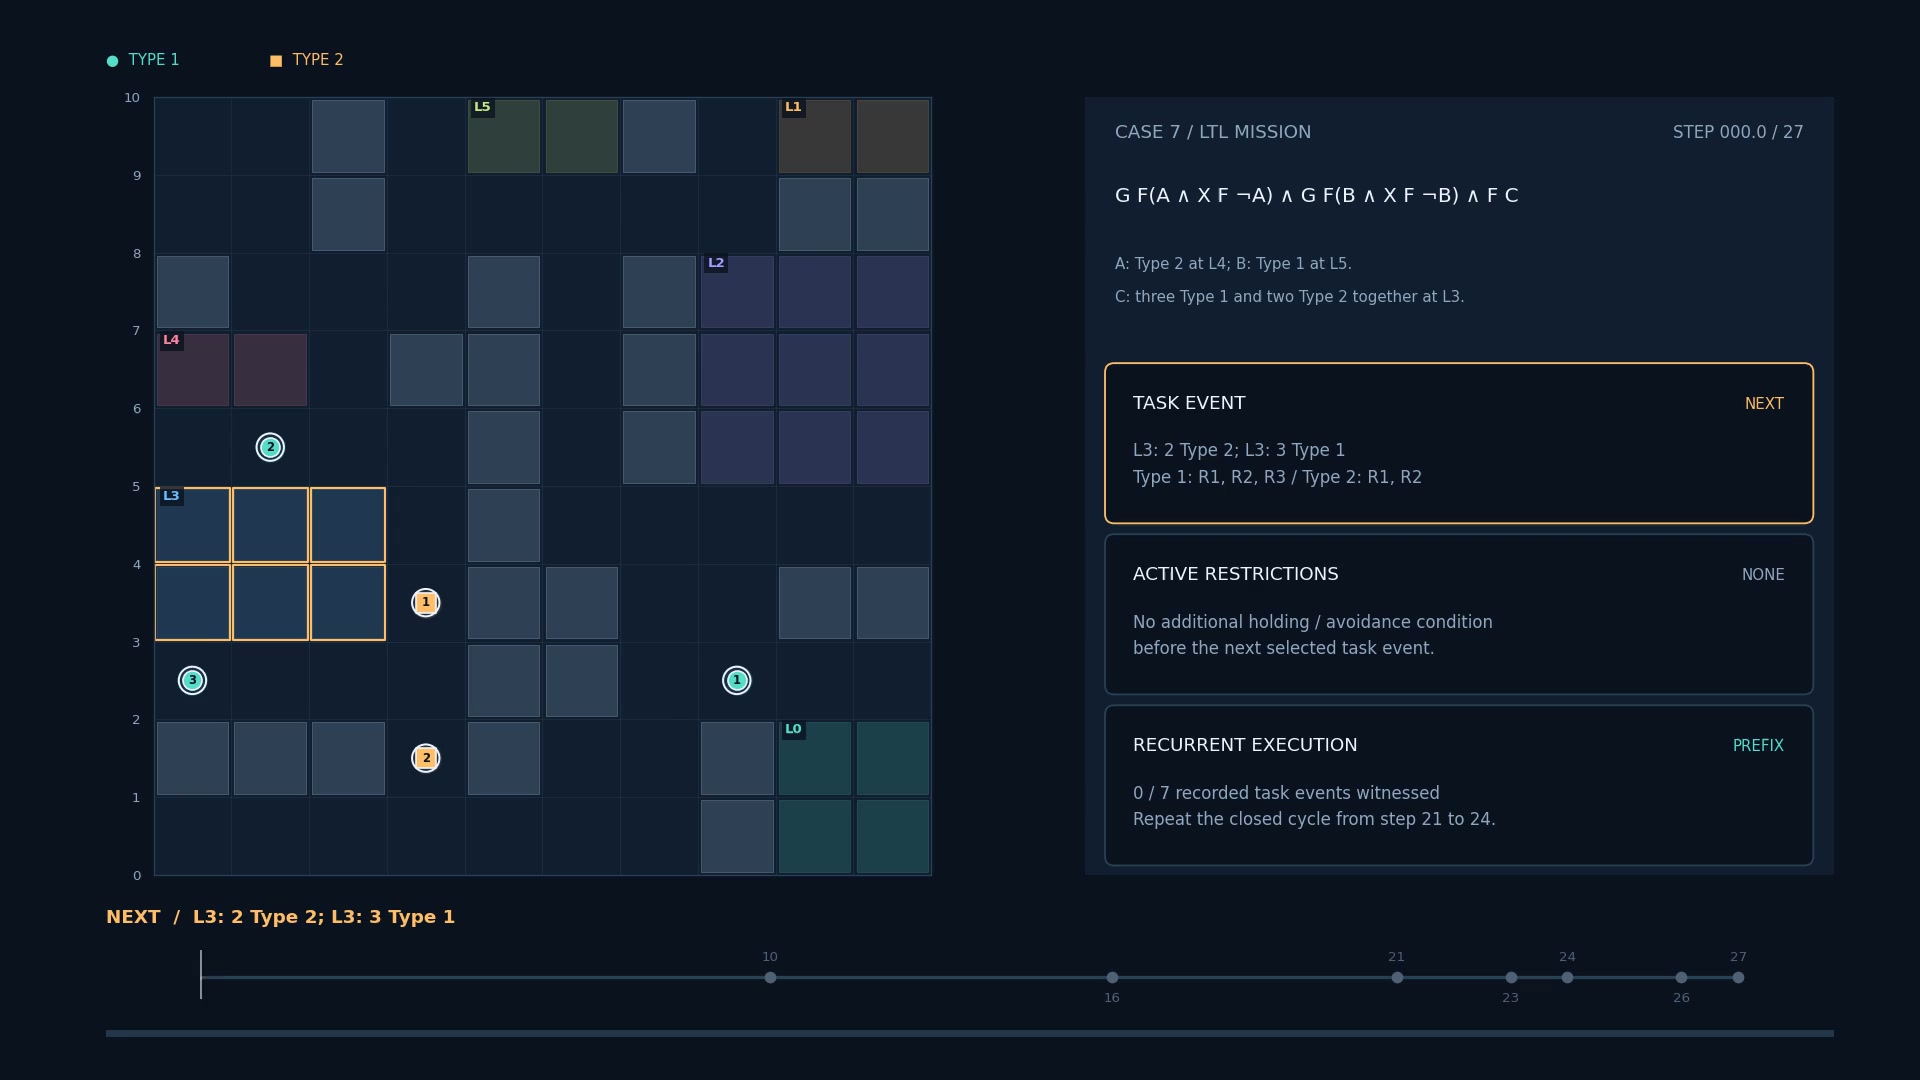 TYPE 1
TYPE 2
10
9
8
7
6
5
4
3
2
1
0
L5
L1
L2
L4
2
L3
1
3
1
L0
2
CASE 7 / LTL MISSION
STEP 000.0 / 27
G F(A ∧ X F ¬A) ∧ G F(B ∧ X F ¬B) ∧ F C
A: Type 2 at L4; B: Type 1 at L5.
C: three Type 1 and two Type 2 together at L3.
TASK EVENT
NEXT
L3: 2 Type 2; L3: 3 Type 1
Type 1: R1, R2, R3 / Type 2: R1, R2
ACTIVE RESTRICTIONS
NONE
No additional holding / avoidance condition
before the next selected task event.
RECURRENT EXECUTION
PREFIX
0 / 7 recorded task events witnessed
Repeat the closed cycle from step 21 to 24.
NEXT / L3: 2 Type 2; L3: 3 Type 1
10
21
24
27
16
23
26